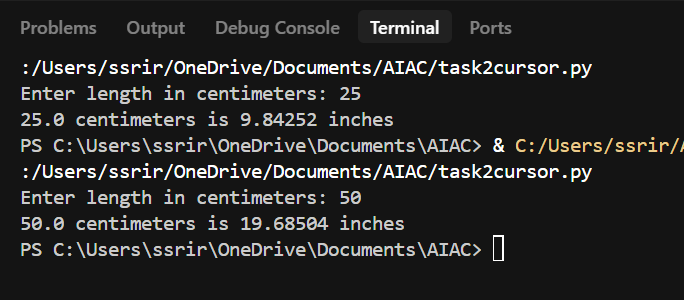 Problems Output Debug Console Terminal Ports
:/Users/ssrir/OneDrive/Documents/AIAC/task2cursor.py
Enter length in centimeters: 25
25.0 centimeters is 9.84252 inches
PS C:\Users\ssrir\OneDrive\Documents\AIAC> & C:/Users/ssrir/
:/Users/ssrir/OneDrive/Documents/AIAC/task2cursor.py
Enter length in centimeters: 50
50.0 centimeters is 19.68504 inches
PS C:\Users\ssrir\OneDrive\Documents\AIAC>